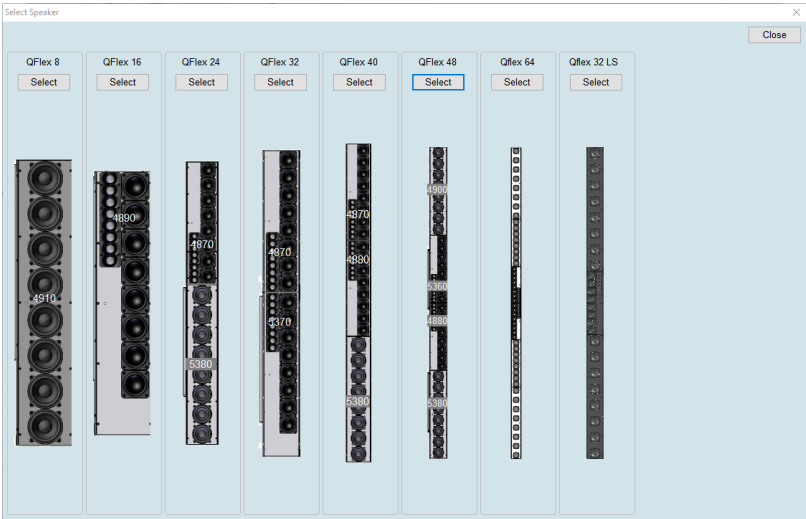 Select Speaker
Close
QFlex 8
Select
4910
QFlex 16
Select
4890
QFlex 24
Select
4870
5380
QFlex 32
Select
4870
5370
QFlex 40
Select
4870
4880
5380
QFlex 48
Select
4900
5360
4880
5380
Qflex 64
Select
Qflex 32 LS
Select